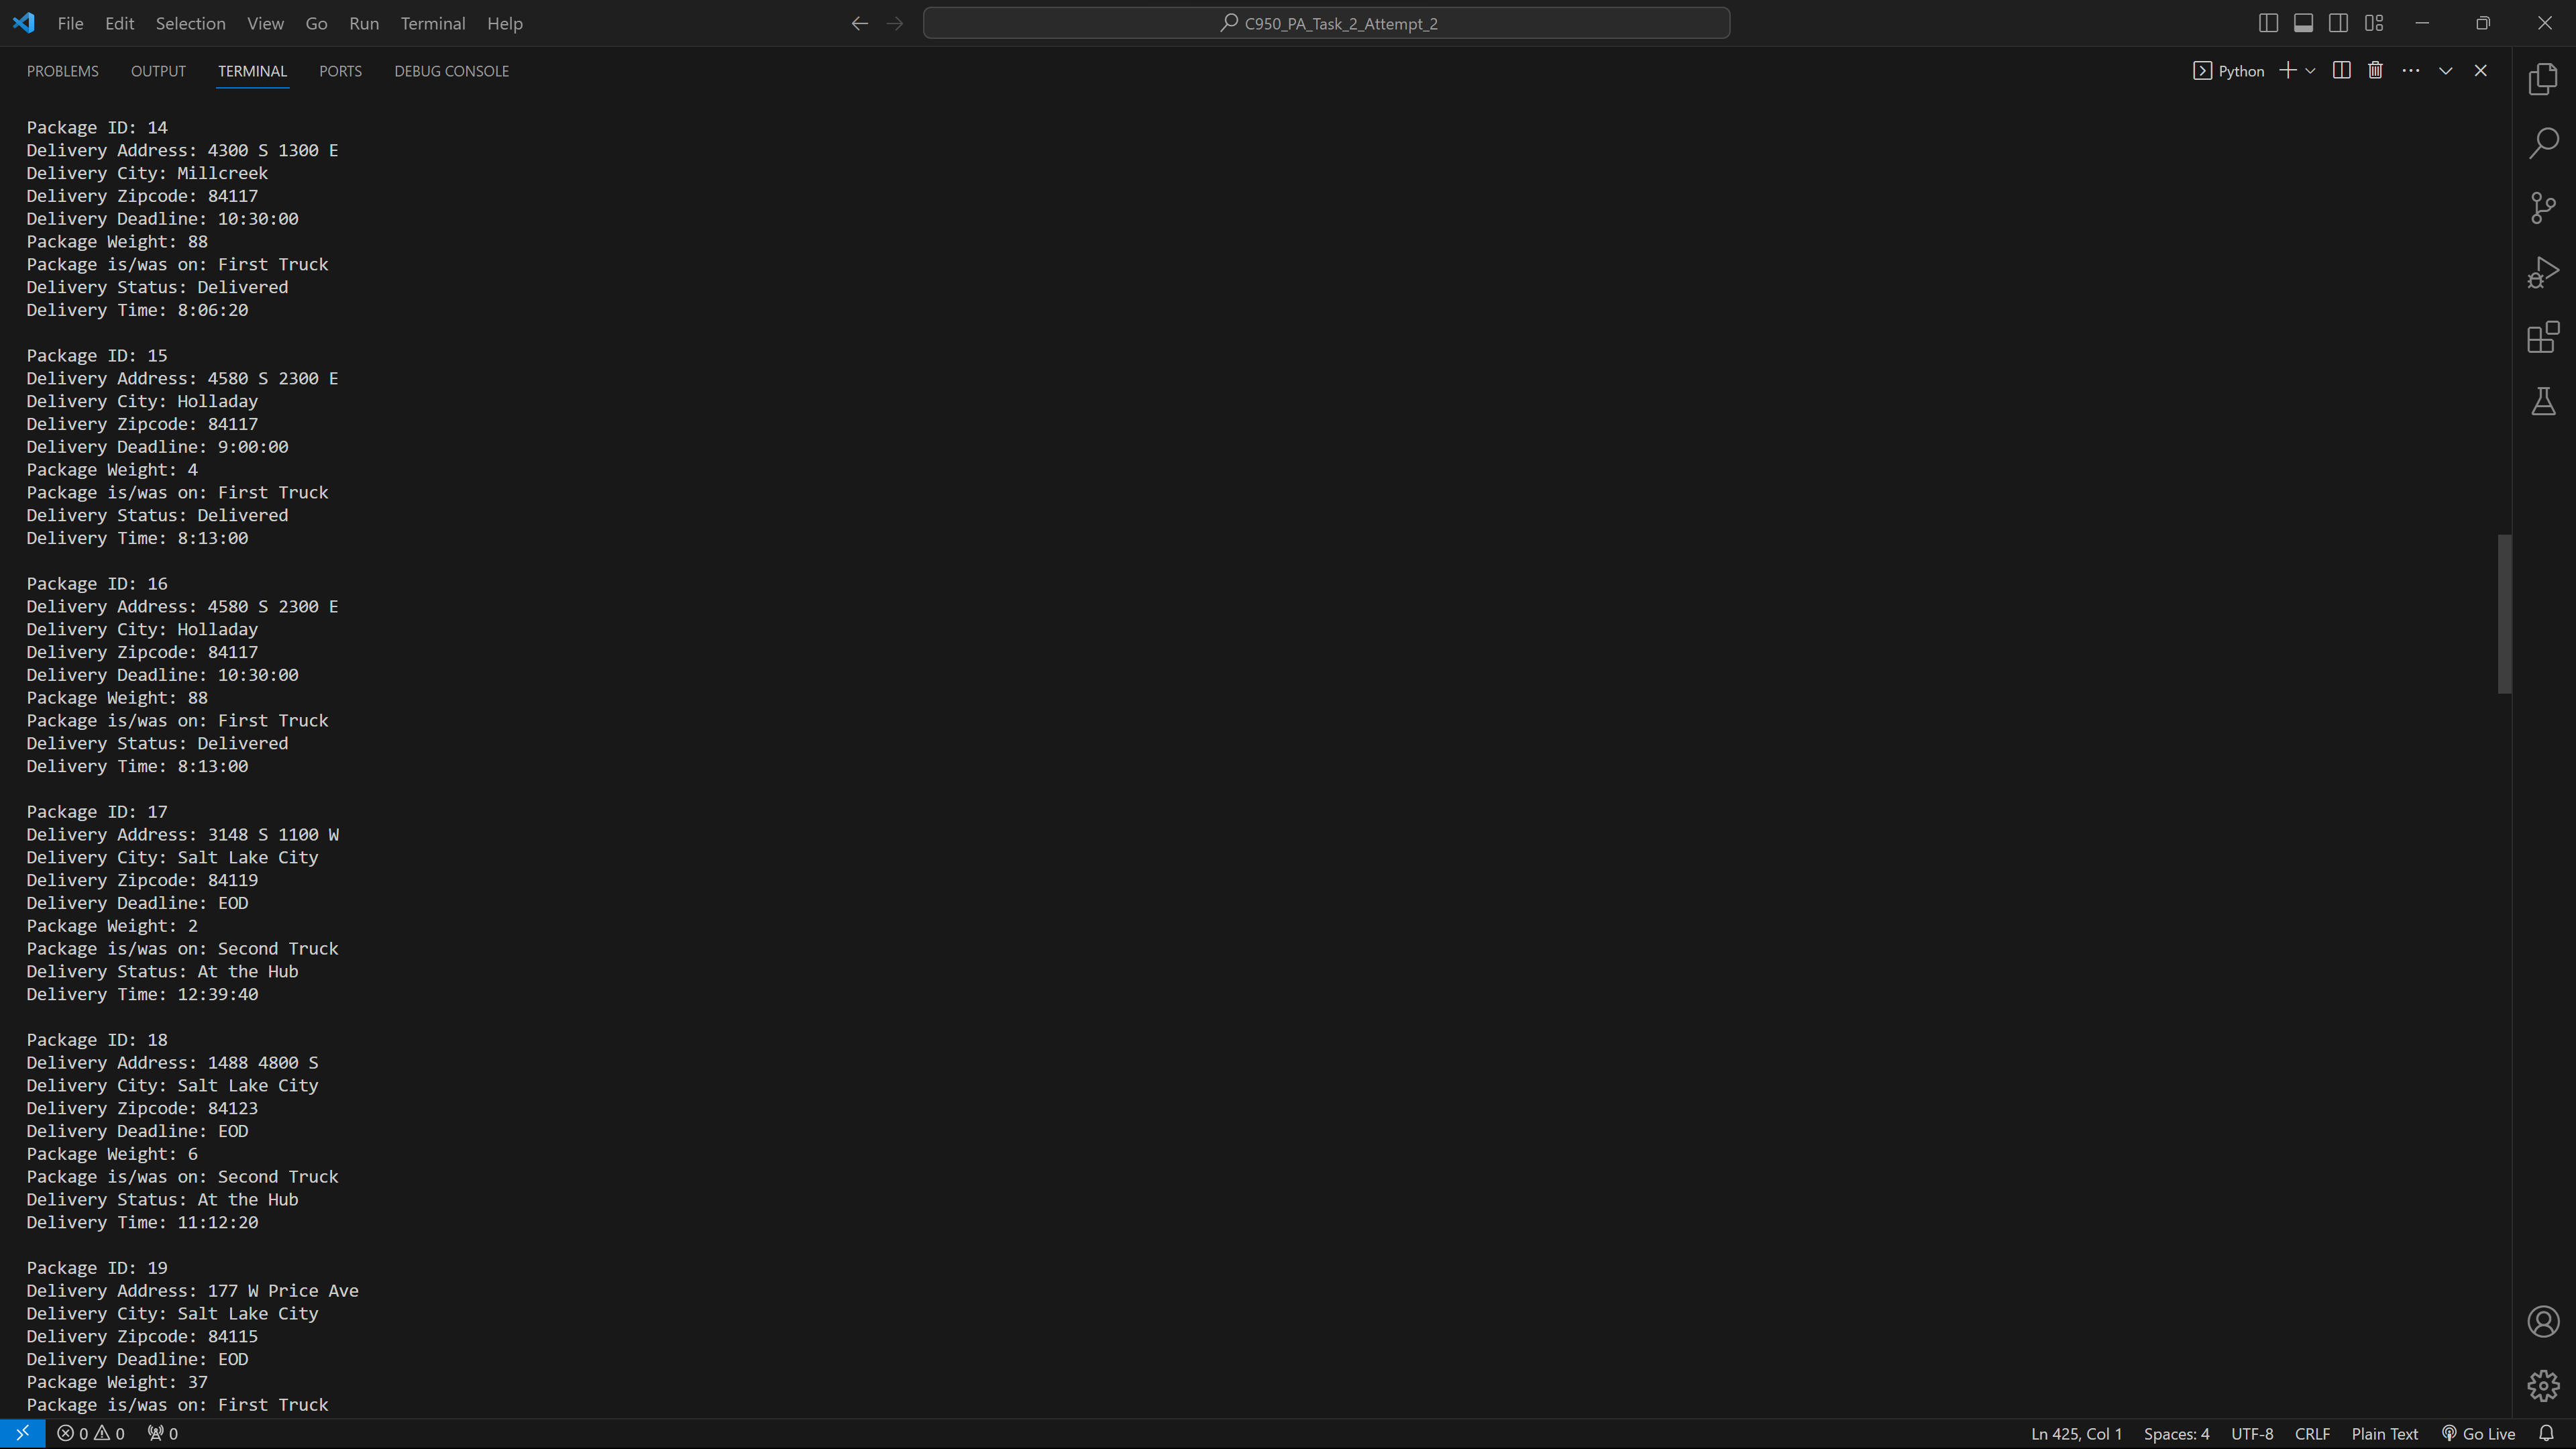 File Edit Selection View Go Run Terminal Help
C950_PA_Task_2_Attempt_2
PROBLEMS OUTPUT TERMINAL PORTS DEBUG CONSOLE
Python
Package ID: 14
Delivery Address: 4300 S 1300 E
Delivery City: Millcreek
Delivery Zipcode: 84117
Delivery Deadline: 10:30:00
Package Weight: 88
Package is/was on: First Truck
Delivery Status: Delivered
Delivery Time: 8:06:20
Package ID: 15
Delivery Address: 4580 S 2300 E
Delivery City: Holladay
Delivery Zipcode: 84117
Delivery Deadline: 9:00:00
Package Weight: 4
Package is/was on: First Truck
Delivery Status: Delivered
Delivery Time: 8:13:00
Package ID: 16
Delivery Address: 4580 S 2300 E
Delivery City: Holladay
Delivery Zipcode: 84117
Delivery Deadline: 10:30:00
Package Weight: 88
Package is/was on: First Truck
Delivery Status: Delivered
Delivery Time: 8:13:00
Package ID: 17
Delivery Address: 3148 S 1100 W
Delivery City: Salt Lake City
Delivery Zipcode: 84119
Delivery Deadline: EOD
Package Weight: 2
Package is/was on: Second Truck
Delivery Status: At the Hub
Delivery Time: 12:39:40
Package ID: 18
Delivery Address: 1488 4800 S
Delivery City: Salt Lake City
Delivery Zipcode: 84123
Delivery Deadline: EOD
Package Weight: 6
Package is/was on: Second Truck
Delivery Status: At the Hub
Delivery Time: 11:12:20
Package ID: 19
Delivery Address: 177 W Price Ave
Delivery City: Salt Lake City
Delivery Zipcode: 84115
Delivery Deadline: EOD
Package Weight: 37
Package is/was on: First Truck
0 0 0 Ln 425, Col 1 Spaces: 4 UTF-8 CRLF Plain Text Go Live